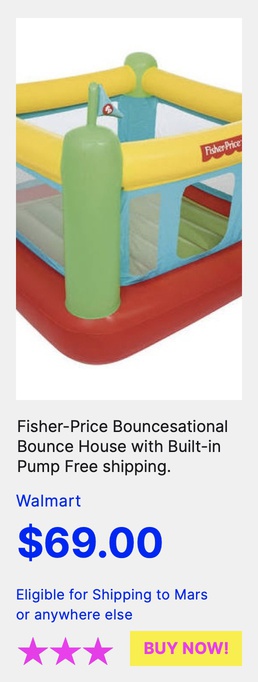 Fisher-Price
Fisher-Price Bouncesational
Bounce House with Built-in
Pump Free shipping.
Walmart
$69.00
Eligible for Shipping to Mars
or anywhere else
BUY NOW!